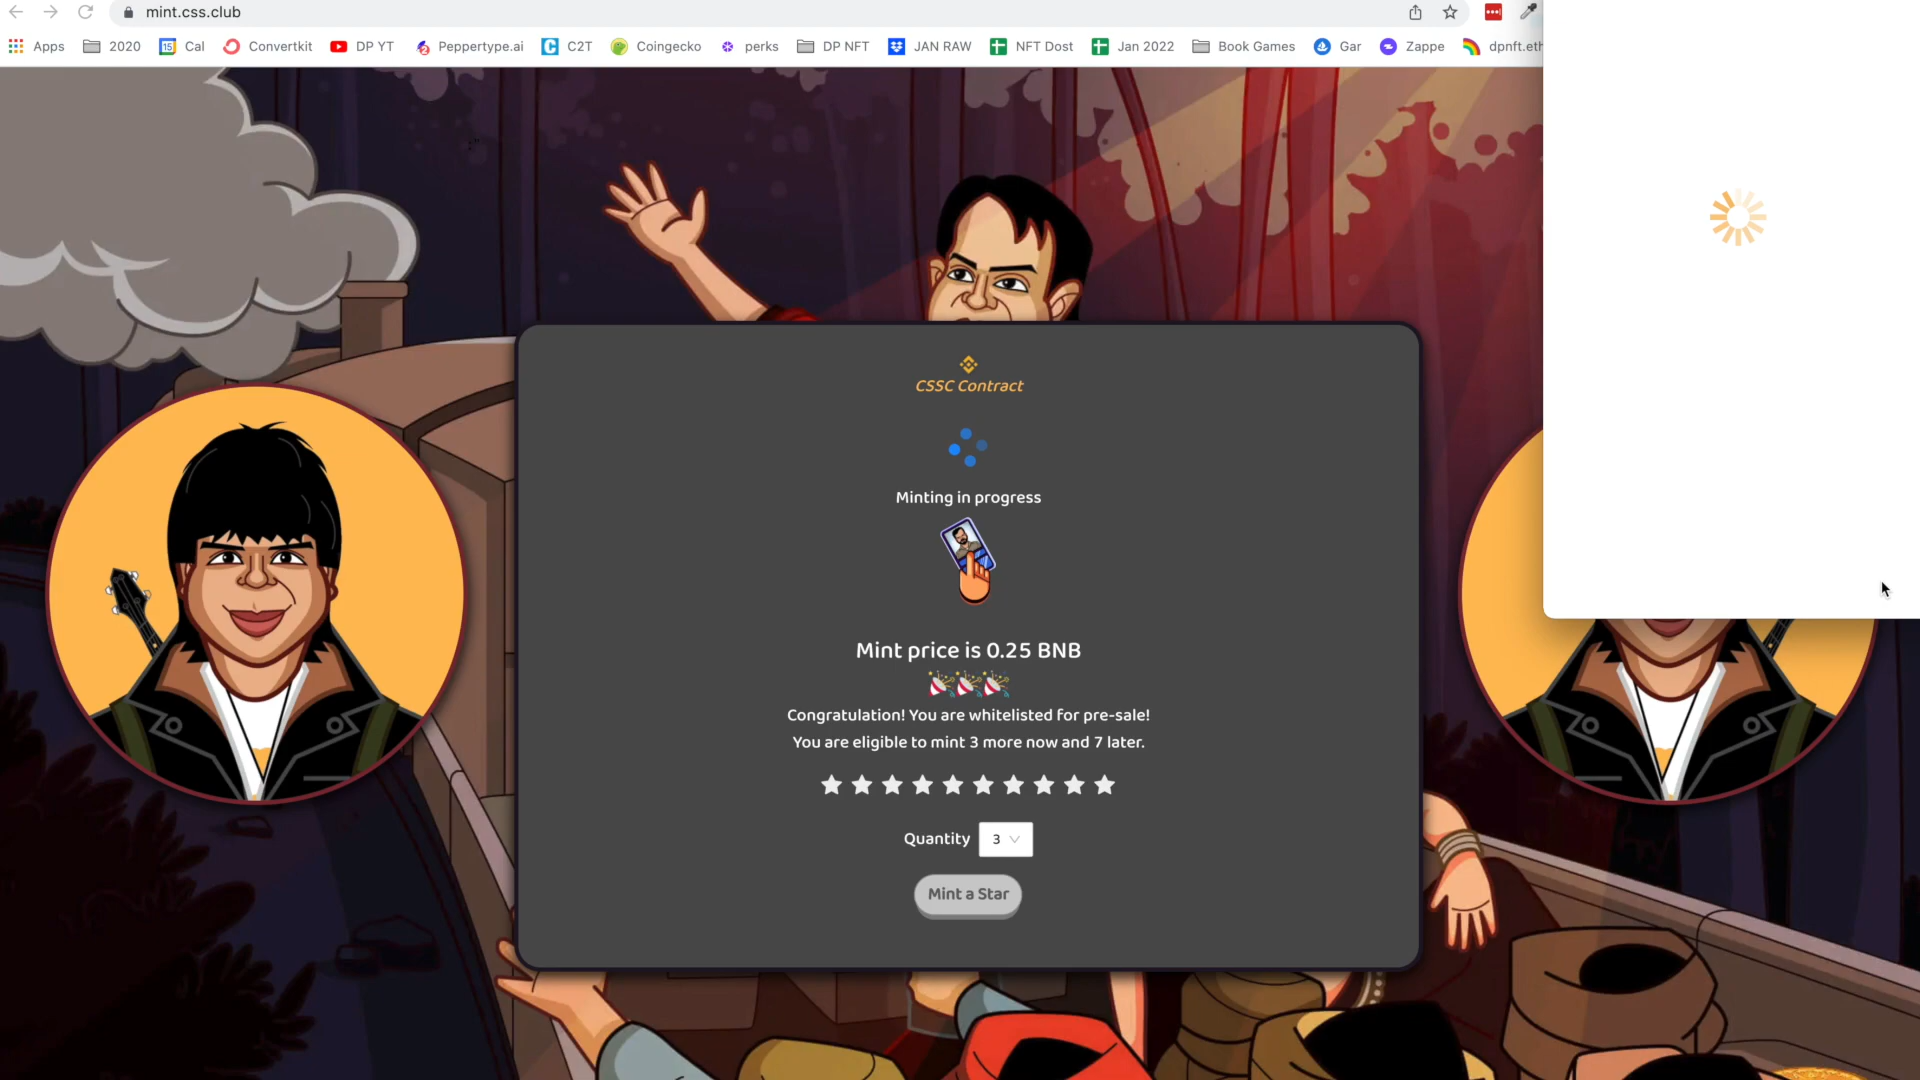 mint.css.club
Apps 2020 15 Cal Convertkit DP YT Peppertype.ai C2T Coingecko perks DP NFT JAN RAW NFT Dost Jan 2022 Book Games Gar Zappe dpnft.eth
CSSC Contract
Minting in progress
Mint price is 0.25 BNB
Congratulation! You are whitelisted for pre-sale!
You are eligible to mint 3 more now and 7 later.
Quantity 3
Mint a Star